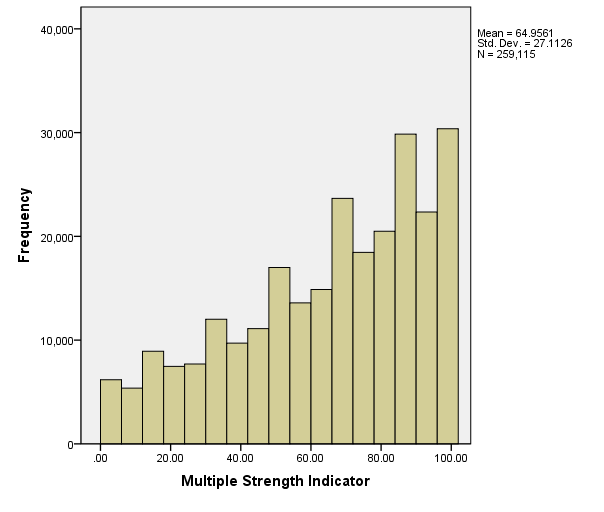 40,000
30,000
20,000
10,000
0
Frequency
.00
20.00
40.00
60.00
80.00
100.00
Multiple Strength Indicator
Mean = 64.9561
Std. Dev. = 27.1126
N = 259,115